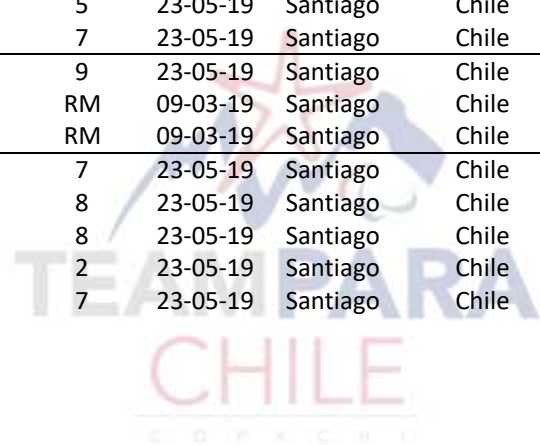 5 23-05-19 Santiago Chile
7 23-05-19 Santiago Chile
9 23-05-19 Santiago Chile
RM 09-03-19 Santiago Chile
RM 09-03-19 Santiago Chile
7 23-05-19 Santiago Chile
8 23-05-19 Santiago Chile
8 23-05-19 Santiago Chile
2 23-05-19 Santiago Chile
7 23-05-19 Santiago Chile
TEAMPARA
CHILE
COPACHI